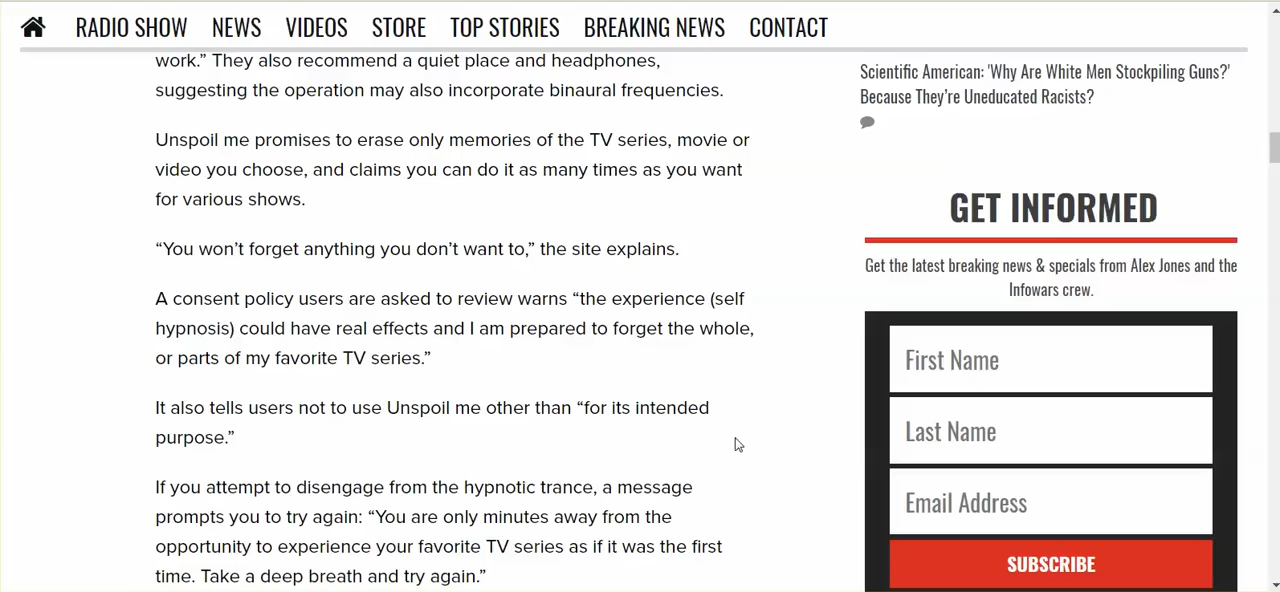 RADIO SHOW NEWS VIDEOS STORE TOP STORIES BREAKING NEWS CONTACT
work.” They also recommend a quiet place and headphones,
suggesting the operation may also incorporate binaural frequencies.
Unspoil me promises to erase only memories of the TV series, movie or
video you choose, and claims you can do it as many times as you want
for various shows.
“You won’t forget anything you don’t want to,” the site explains.
A consent policy users are asked to review warns “the experience (self
hypnosis) could have real effects and I am prepared to forget the whole,
or parts of my favorite TV series.”
It also tells users not to use Unspoil me other than “for its intended
purpose.”
If you attempt to disengage from the hypnotic trance, a message
prompts you to try again: “You are only minutes away from the
opportunity to experience your favorite TV series as if it was the first
time. Take a deep breath and try again.”
Scientific American: 'Why Are White Men Stockpiling Guns?'
Because They’re Uneducated Racists?
GET INFORMED
Get the latest breaking news & specials from Alex Jones and the
Infowars crew.
First Name
Last Name
Email Address
SUBSCRIBE